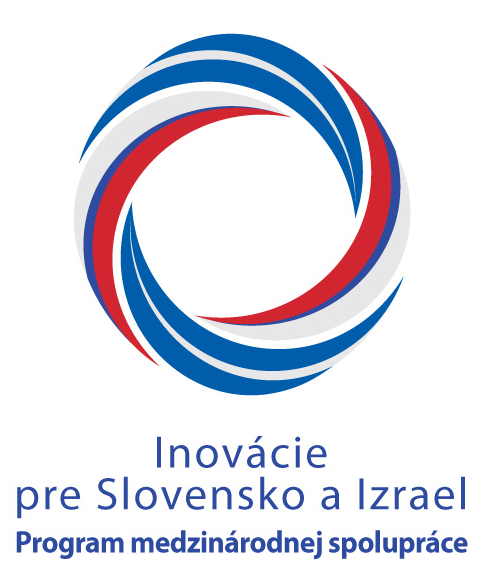 Inovácie
pre Slovensko a Izrael
Program medzinárodnej spolupráce